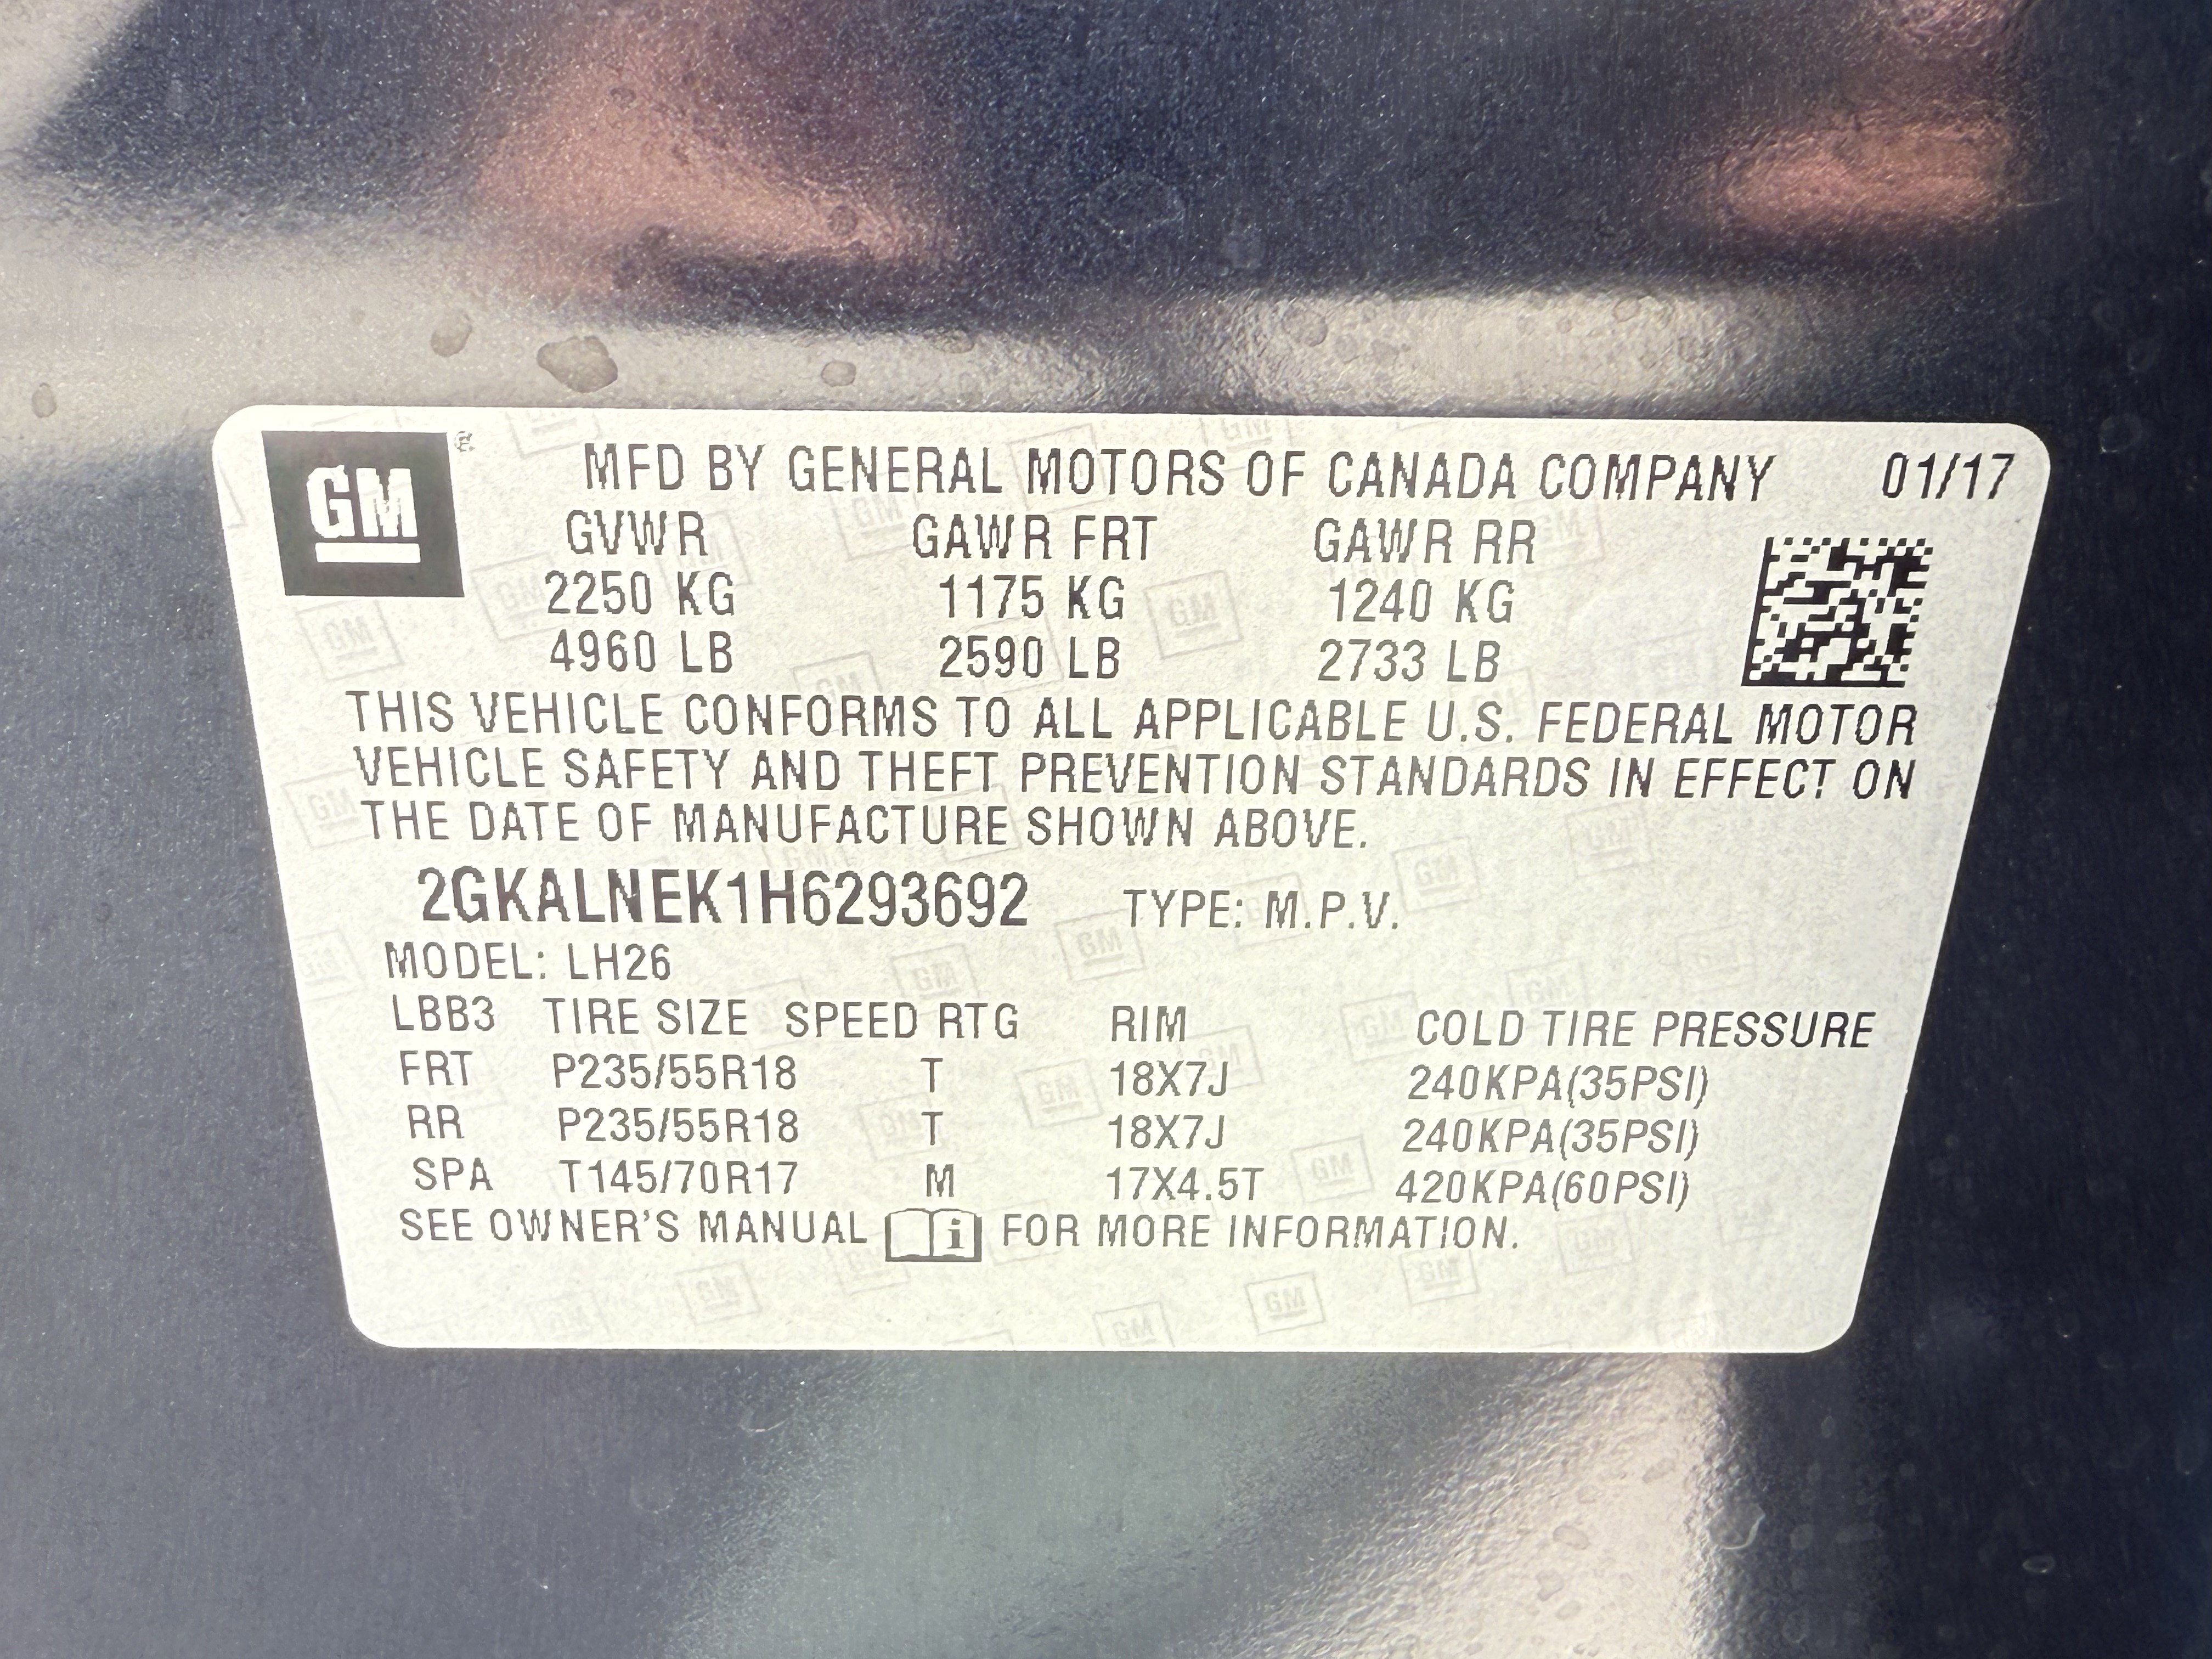 GM
MFD BY GENERAL MOTORS OF CANADA COMPANY 01/17
GVWR GAWR FRT GAWR RR
2250 KG 1175 KG 1240 KG
4960 LB 2590 LB 2733 LB
THIS VEHICLE CONFORMS TO ALL APPLICABLE U.S. FEDERAL MOTOR
VEHICLE SAFETY AND THEFT PREVENTION STANDARDS IN EFFECT ON
THE DATE OF MANUFACTURE SHOWN ABOVE.
2GKALNEK1H6293692 TYPE: M.P.V.
MODEL: LH26
LBB3 TIRE SIZE SPEED RTG RIM COLD TIRE PRESSURE
FRT P235/55R18 T 18X7J 240KPA(35PSI)
RR P235/55R18 T 18X7J 240KPA(35PSI)
SPA T145/70R17 M 17X4.5T 420KPA(60PSI)
SEE OWNER'S MANUAL i FOR MORE INFORMATION.